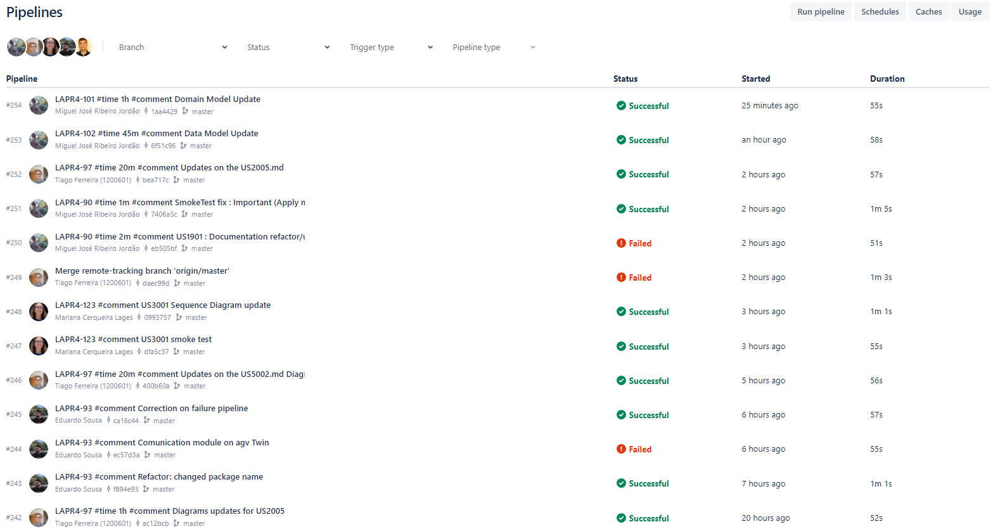 Pipelines
Run pipeline Schedules Caches Usage
Branch Status Trigger type Pipeline type
Pipeline Status Started Duration
#254 LAPR4-101 #time 1h #comment Domain Model Update Successful 25 minutes ago 55s
Miguel José Ribeiro Jordão 1aa4429 master
#253 LAPR4-102 #time 45m #comment Data Model Update Successful an hour ago 58s
Miguel José Ribeiro Jordão 6f51c96 master
#252 LAPR4-97 #time 20m #comment Updates on the US2005.md Successful 2 hours ago 57s
Tiago Ferreira (1200601) bea717c master
#251 LAPR4-90 #time 1m #comment SmokeTest fix : Important (Apply m Successful 2 hours ago 1m 5s
Miguel José Ribeiro Jordão 7406a5c master
#250 LAPR4-90 #time 2m #comment US1901 : Documentation refactor/u Failed 2 hours ago 51s
Miguel José Ribeiro Jordão eb505bf master
#249 Merge remote-tracking branch 'origin/master' Failed 2 hours ago 1m 3s
Tiago Ferreira (1200601) daec99d master
#248 LAPR4-123 #comment US3001 Sequence Diagram update Successful 3 hours ago 1m 1s
Mariana Cerqueira Lages 0993757 master
#247 LAPR4-123 #comment US3001 smoke test Successful 3 hours ago 55s
Mariana Cerqueira Lages dfa5c37 master
#246 LAPR4-97 #time 20m #comment Updates on the US5002.md Diag Successful 5 hours ago 56s
Tiago Ferreira (1200601) 400b60a master
#245 LAPR4-93 #comment Correction on failure pipeline Successful 6 hours ago 57s
Eduardo Sousa ca16c44 master
#244 LAPR4-93 #comment Comunication module on agv Twin Failed 6 hours ago 55s
Eduardo Sousa ec57d3a master
#243 LAPR4-93 #comment Refactor: changed package name Successful 7 hours ago 1m 1s
Eduardo Sousa f894e93 master
#242 LAPR4-97 #time 1h #comment Diagrams updates for US2005 Successful 20 hours ago 52s
Tiago Ferreira (1200601) ac12bcb master